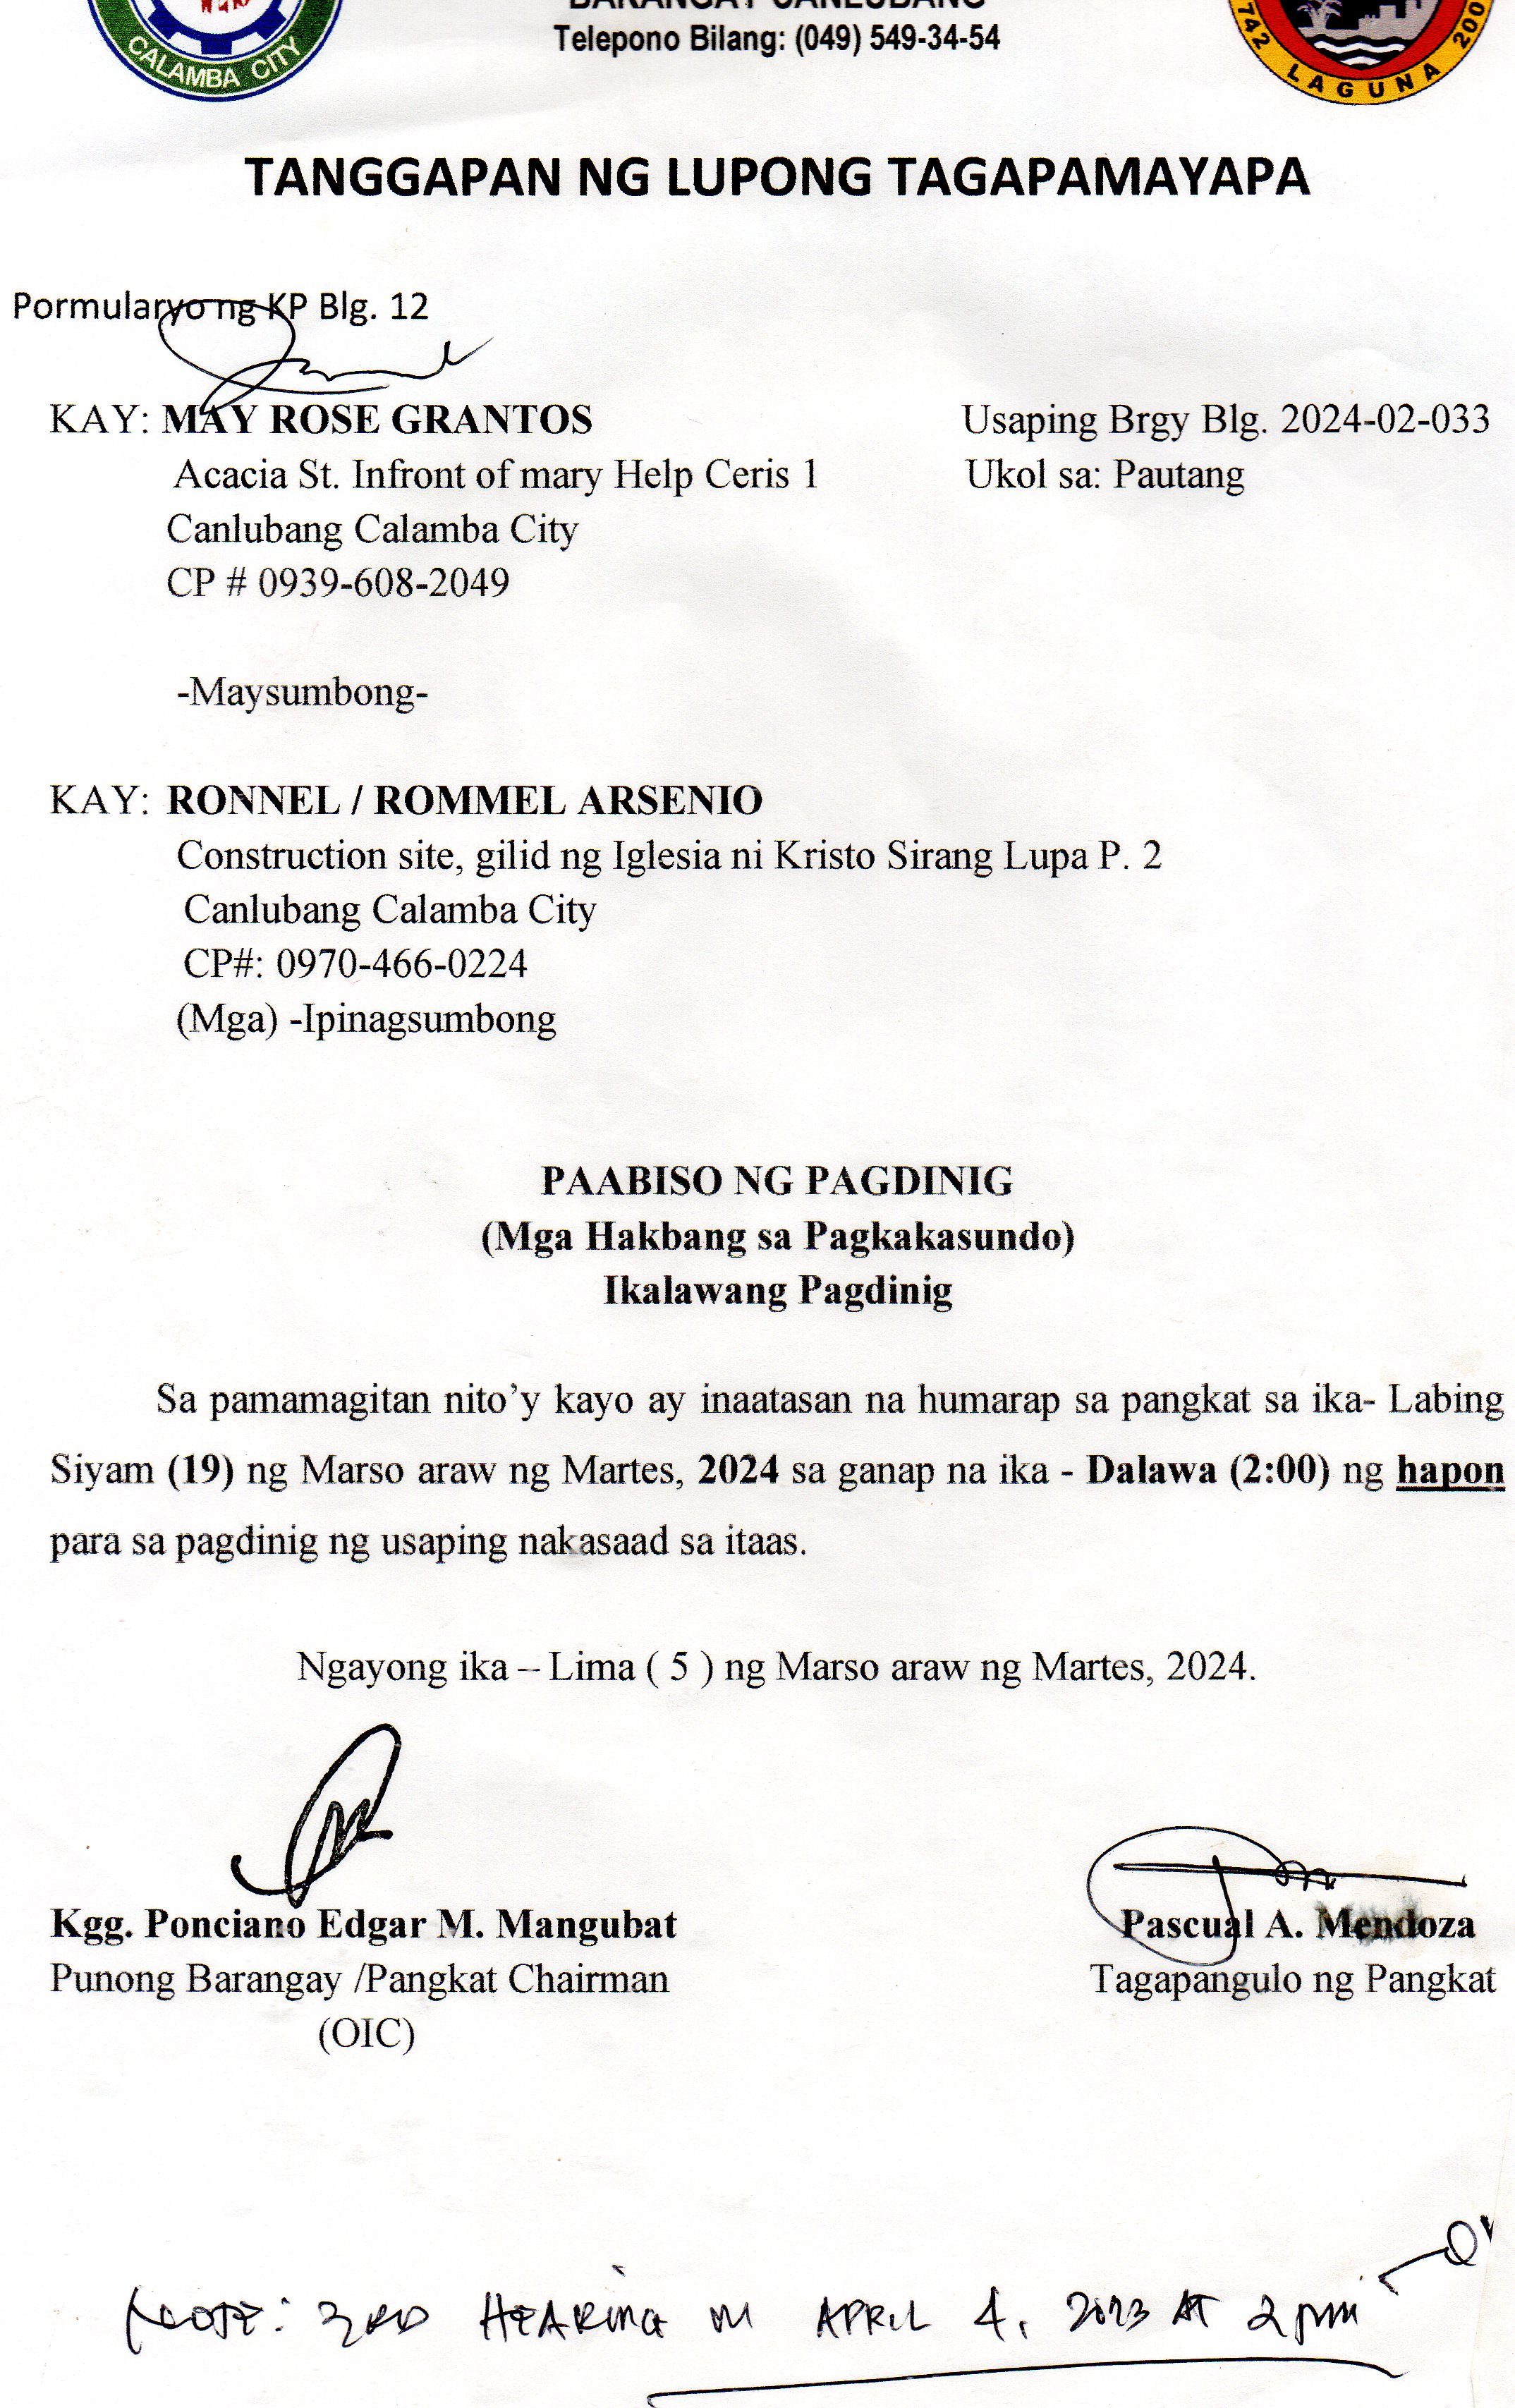 CALAMBA CITY
BARANGAY CANLUBANG
Telepono Bilang: (049) 549-34-54
1742 LAGUNA 200
TANGGAPAN NG LUPONG TAGAPAMAYAPA
Pormularyo ng KP Blg. 12
KAY: MAY ROSE GRANTOS Usaping Brgy Blg. 2024-02-033
Acacia St. Infront of mary Help Ceris 1 Ukol sa: Pautang
Canlubang Calamba City
CP # 0939-608-2049
-Maysumbong-
KAY: RONNEL / ROMMEL ARSENIO
Construction site, gilid ng Iglesia ni Kristo Sirang Lupa P. 2
Canlubang Calamba City
CP#: 0970-466-0224
(Mga) -Ipinagsumbong
PAABISO NG PAGDINIG
(Mga Hakbang sa Pagkakasundo)
Ikalawang Pagdinig
Sa pamamagitan nito’y kayo ay inaatasan na humarap sa pangkat sa ika- Labing
Siyam (19) ng Marso araw ng Martes, 2024 sa ganap na ika - Dalawa (2:00) ng hapon
para sa pagdinig ng usaping nakasaad sa itaas.
Ngayong ika – Lima ( 5 ) ng Marso araw ng Martes, 2024.
Kgg. Ponciano Edgar M. Mangubat Pascual A. Mendoza
Punong Barangay /Pangkat Chairman Tagapangulo ng Pangkat
(OIC)
NOTE: 3RD HEARING ON APRIL 4, 2023 AT 2 pm